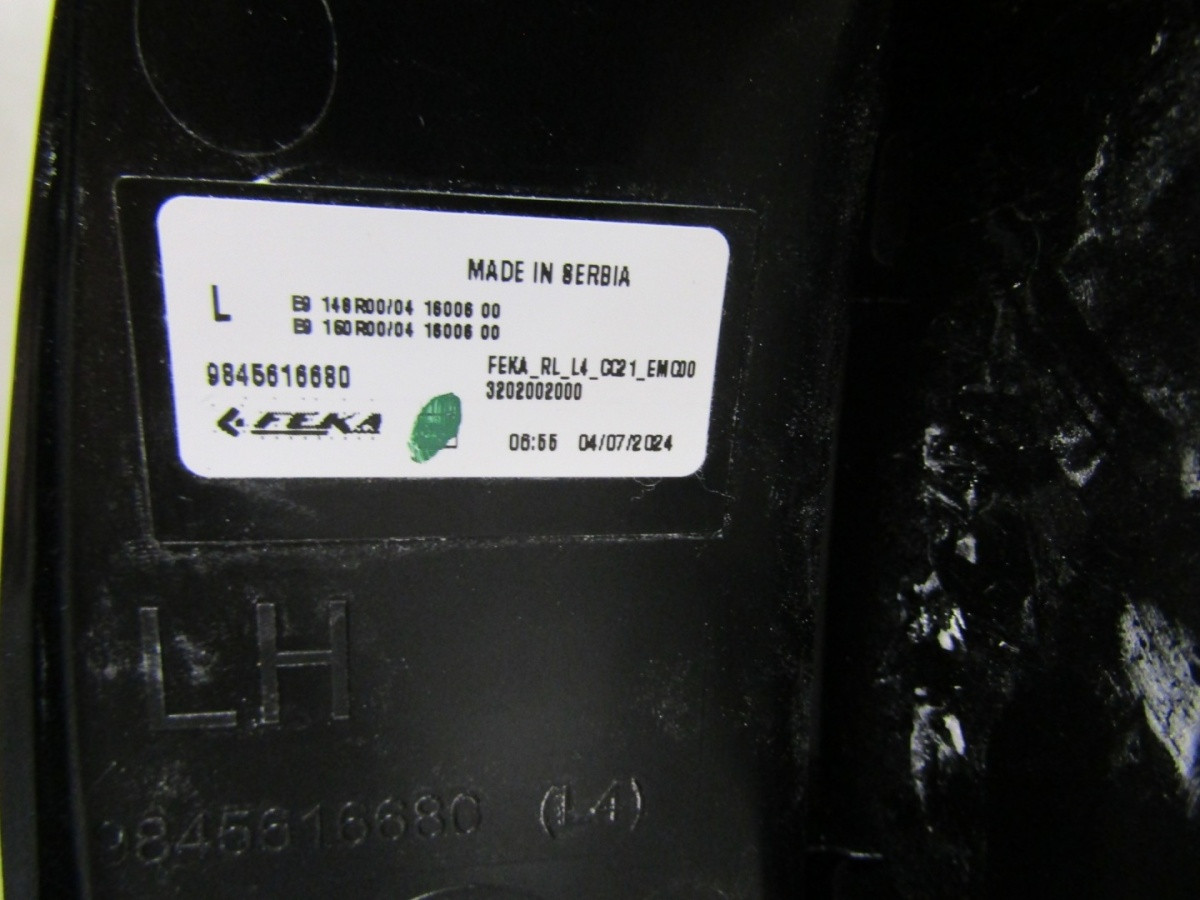 MADE IN SERBIA
L
E9 148R00/04 16006 00
E9 150R00/04 16006 00
9845616680
FEKA_RL_L4_CC21_EMC00
3202002000
FEKA
06:55 04/07/2024
LH
9845616680 (L4)